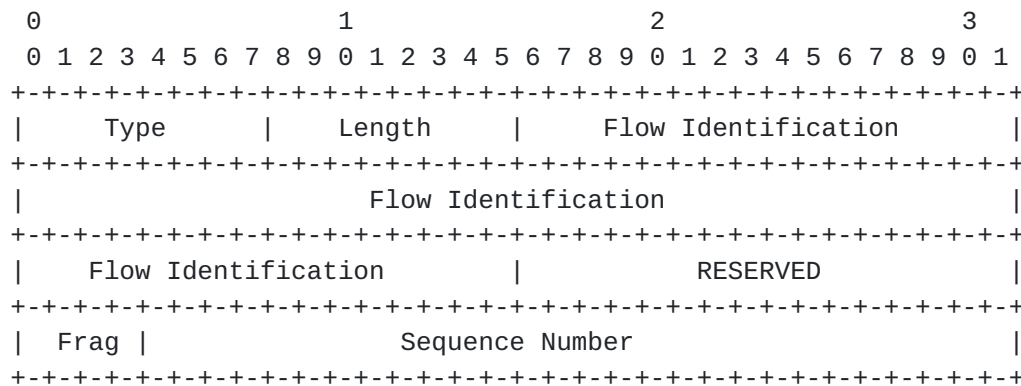 0                   1                   2                   3
0 1 2 3 4 5 6 7 8 9 0 1 2 3 4 5 6 7 8 9 0 1 2 3 4 5 6 7 8 9 0 1
+-+-+-+-+-+-+-+-+-+-+-+-+-+-+-+-+-+-+-+-+-+-+-+-+-+-+-+-+-+-+-+-+
|     Type      |    Length     |     Flow Identification       |
+-+-+-+-+-+-+-+-+-+-+-+-+-+-+-+-+-+-+-+-+-+-+-+-+-+-+-+-+-+-+-+-+
|                      Flow Identification                      |
+-+-+-+-+-+-+-+-+-+-+-+-+-+-+-+-+-+-+-+-+-+-+-+-+-+-+-+-+-+-+-+-+
|    Flow Identification        |           RESERVED            |
+-+-+-+-+-+-+-+-+-+-+-+-+-+-+-+-+-+-+-+-+-+-+-+-+-+-+-+-+-+-+-+-+
|  Frag |                Sequence Number                        |
+-+-+-+-+-+-+-+-+-+-+-+-+-+-+-+-+-+-+-+-+-+-+-+-+-+-+-+-+-+-+-+-+